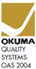 OKUMA
QUALITY
SYSTEMS
OAS 2004